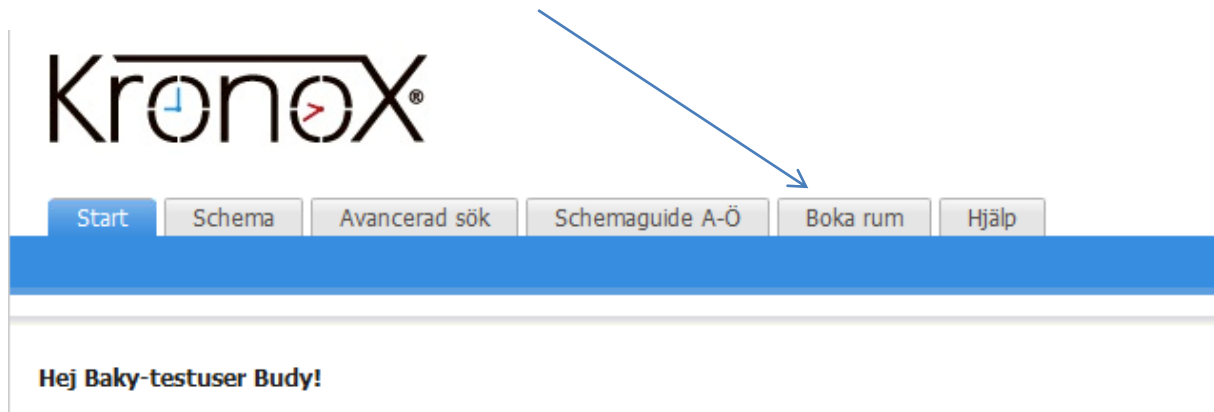 KronoX®
Start Schema Avancerad sök Schemaguide A-Ö Boka rum Hjälp
Hej Baky-testuser Budy!